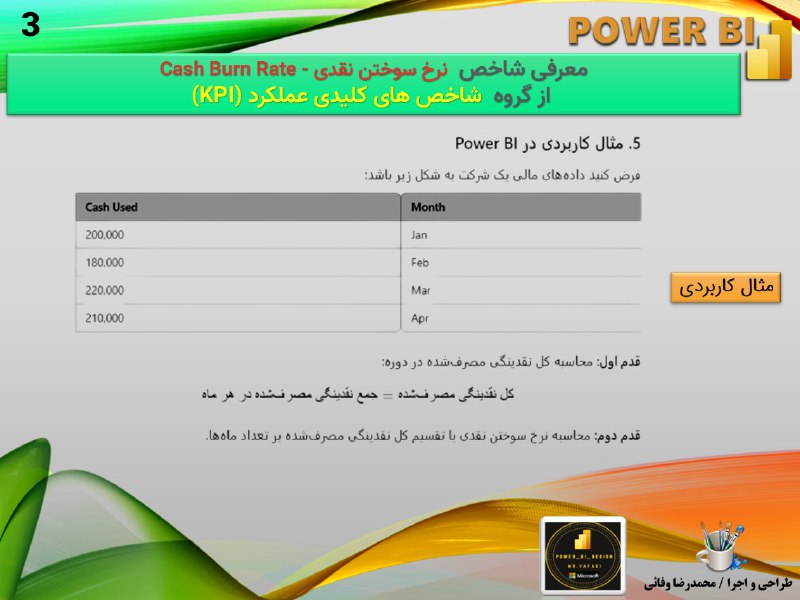 3
POWER BI
معرفی شاخص نرخ سوختن نقدی - Cash Burn Rate
از گروه شاخص های کلیدی عملکرد (KPI)
5. مثال کاربردی در Power BI
فرض کنید داده‌های مالی یک شرکت به شکل زیر باشد:
Cash Used Month
200,000 Jan
180,000 Feb
220,000 Mar
210,000 Apr
مثال کاربردی
قدم اول: محاسبه کل نقدینگی مصرف‌شده در دوره:
کل نقدینگی مصرف‌شده = جمع نقدینگی مصرف‌شده در هر ماه
قدم دوم: محاسبه نرخ سوختن نقدی با تقسیم کل نقدینگی مصرف‌شده بر تعداد ماه‌ها.
POWER_BI_DESIGN
MR.VAFAEI
Microsoft
طراحی و اجرا / محمدرضا وفائی